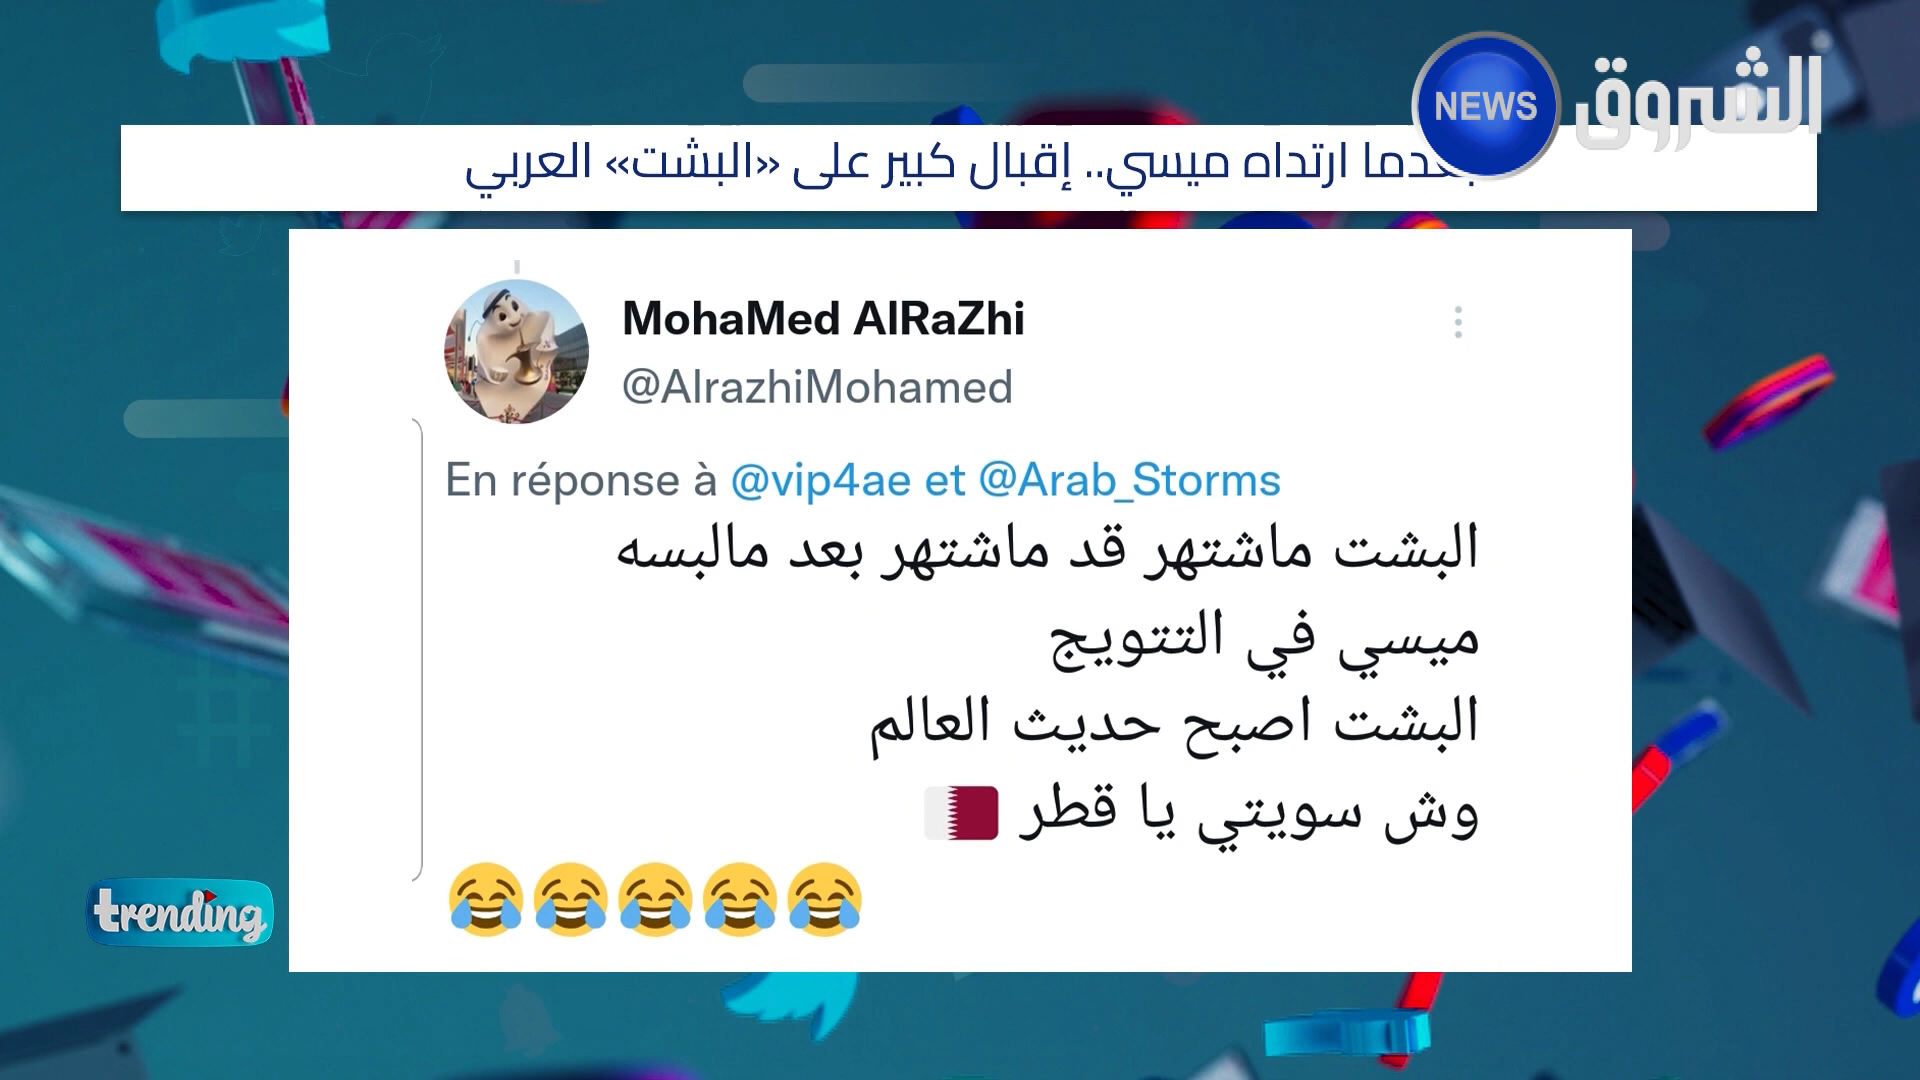 NEWS الشروق
بعدما ارتداه ميسي.. إقبال كبير على «البشت» العربي
MohaMed AlRaZhi
@AlrazhiMohamed
En réponse à @vip4ae et @Arab_Storms
البشت ماشتهر قد ماشتهر بعد مالبسه
ميسي في التتويج
البشت اصبح حديث العالم
وش سويتي يا قطر 🇶🇦
😂😂😂😂😂
trending